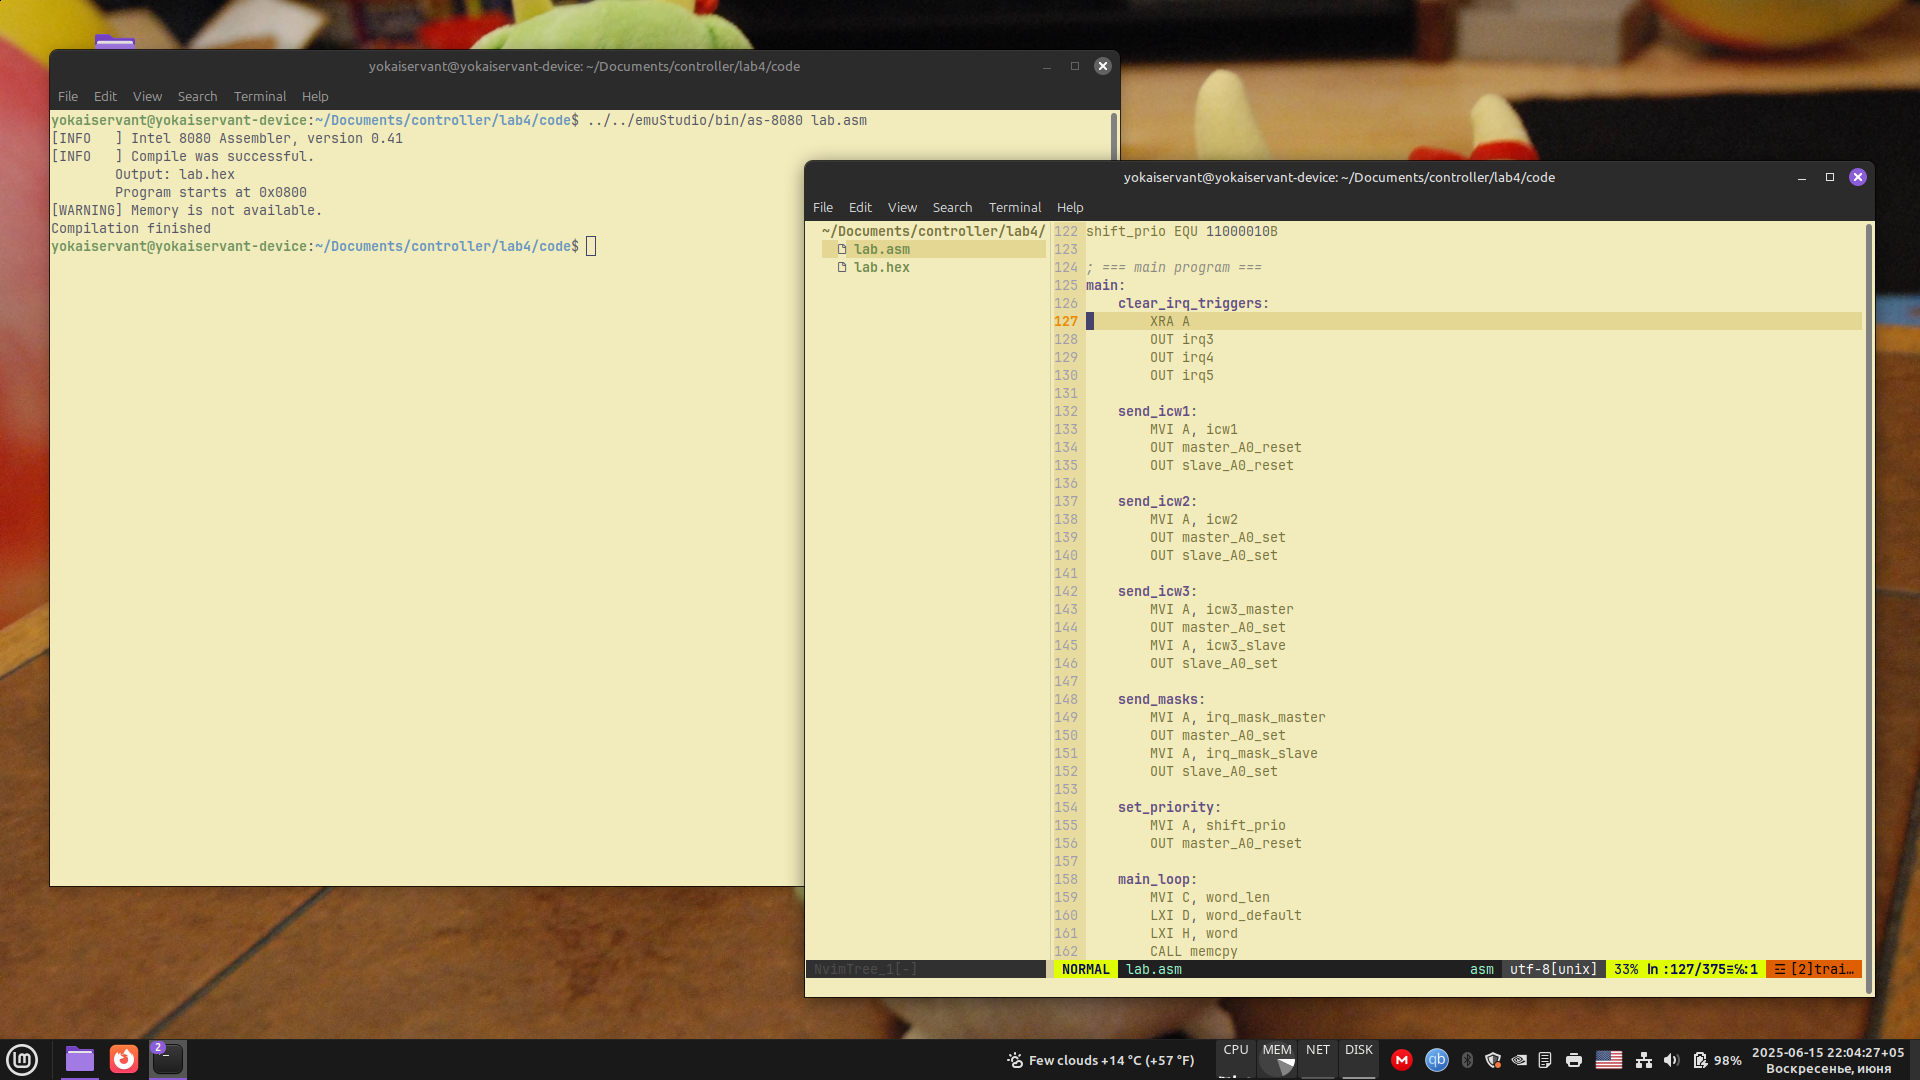 yokaiservant@yokaiservant-device: ~/Documents/controller/lab4/code
File Edit View Search Terminal Help
yokaiservant@yokaiservant-device:~/Documents/controller/lab4/code$ ../../emuStudio/bin/as-8080 lab.asm
[INFO   ] Intel 8080 Assembler, version 0.41
[INFO   ] Compile was successful.
        Output: lab.hex
        Program starts at 0x0800
[WARNING] Memory is not available.
Compilation finished
yokaiservant@yokaiservant-device:~/Documents/controller/lab4/code$
yokaiservant@yokaiservant-device: ~/Documents/controller/lab4/code
File Edit View Search Terminal Help
~/Documents/controller/lab4/
lab.asm
lab.hex
122 shift_prio EQU 11000010B
123
124 ; === main program ===
125 main:
126     clear_irq_triggers:
127         XRA A
128         OUT irq3
129         OUT irq4
130         OUT irq5
131
132     send_icw1:
133         MVI A, icw1
134         OUT master_A0_reset
135         OUT slave_A0_reset
136
137     send_icw2:
138         MVI A, icw2
139         OUT master_A0_set
140         OUT slave_A0_set
141
142     send_icw3:
143         MVI A, icw3_master
144         OUT master_A0_set
145         MVI A, icw3_slave
146         OUT slave_A0_set
147
148     send_masks:
149         MVI A, irq_mask_master
150         OUT master_A0_set
151         MVI A, irq_mask_slave
152         OUT slave_A0_set
153
154     set_priority:
155         MVI A, shift_prio
156         OUT master_A0_reset
157
158     main_loop:
159         MVI C, word_len
160         LXI D, word_default
161         LXI H, word
162         CALL memcpy
NvimTree_1[-]
NORMAL lab.asm asm utf-8[unix] 33% ln :127/375≡℅:1 ☲ [2]trai…
2
Few clouds +14 °C (+57 °F)
CPU MEM NET DISK
M
qb
98%
2025-06-15 22:04:27+05
Воскресенье, июня